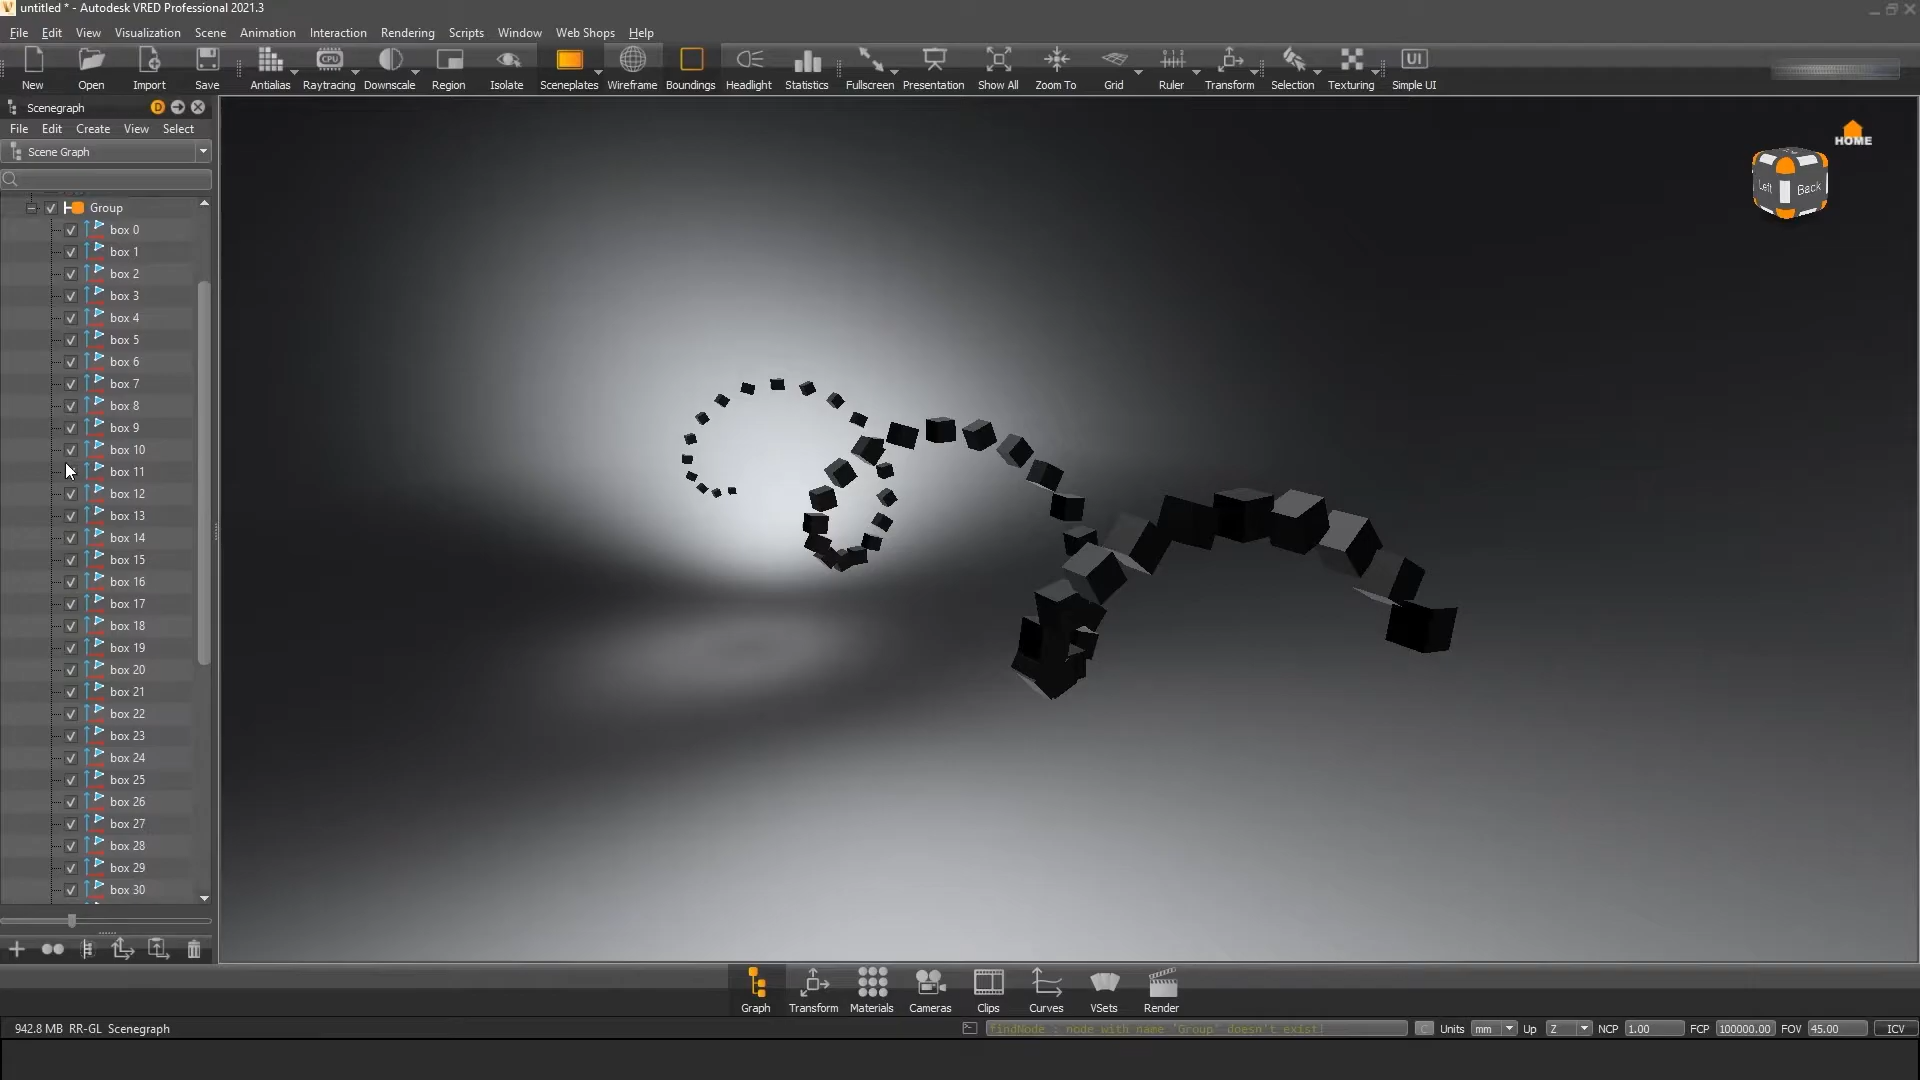 untitled * - Autodesk VRED Professional 2021.3
File Edit View Visualization Scene Animation Interaction Rendering Scripts Window Web Shops Help
CPU UI
New Open Import Save Antialias Raytracing Downscale Region Isolate Sceneplates Wireframe Boundings Headlight Statistics Fullscreen Presentation Show All Zoom To Grid Ruler Transform Selection Texturing Simple UI
Scenegraph D
File Edit Create View Select
Scene Graph
HOME
Left Back
Group
box 0
box 1
box 2
box 3
box 4
box 5
box 6
box 7
box 8
box 9
box 10
box 11
box 12
box 13
box 14
box 15
box 16
box 17
box 18
box 19
box 20
box 21
box 22
box 23
box 24
box 25
box 26
box 27
box 28
box 29
box 30
Graph Transform Materials Cameras Clips Curves VSets Render
942.8 MB RR-GL Scenegraph findNode : node with name 'Group' doesn't exist! C Units mm Up Z NCP 1.00 FCP 100000.00 FOV 45.00 ICV